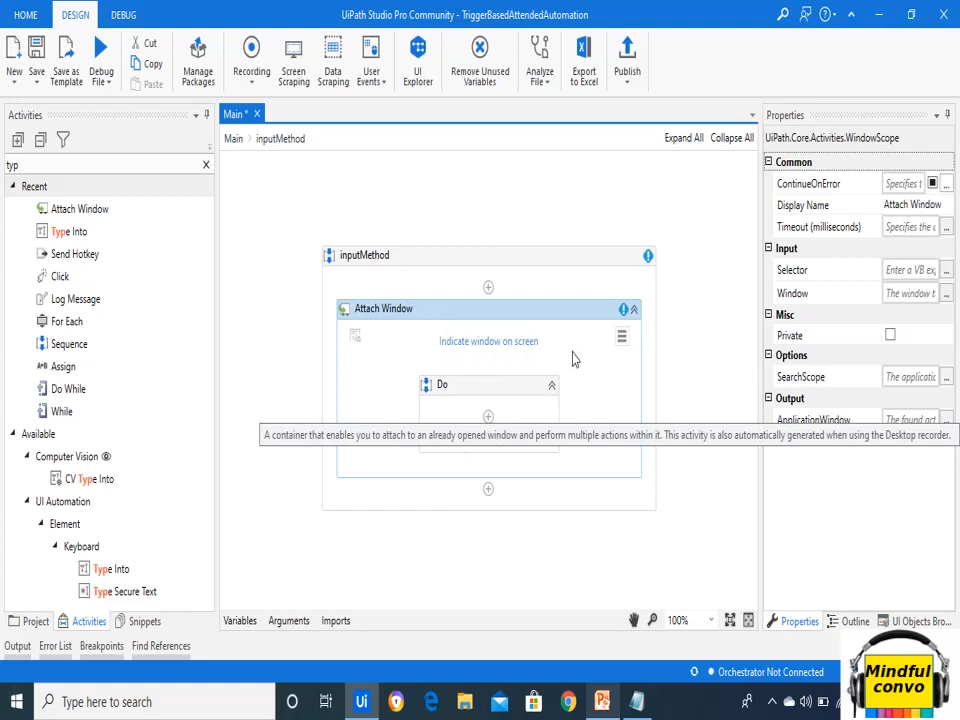 HOME DESIGN DEBUG UiPath Studio Pro Community - TriggerBasedAttendedAutomation
New Save Save as Template Debug File Cut Copy Paste Manage Packages Recording Screen Scraping Data Scraping User Events UI Explorer Remove Unused Variables Analyze File Export to Excel Publish
Activities
typ
Recent
Attach Window
Type Into
Send Hotkey
Click
Log Message
For Each
Sequence
Assign
Do While
While
Available
Computer Vision
CV Type Into
UI Automation
Element
Keyboard
Type Into
Type Secure Text
Project Activities Snippets
Main * X
Main > inputMethod Expand All Collapse All
inputMethod
Attach Window
Indicate window on screen
Do
A container that enables you to attach to an already opened window and perform multiple actions within it. This activity is also automatically generated when using the Desktop recorder.
Variables Arguments Imports 100%
Properties
UiPath.Core.Activities.WindowScope
Common
ContinueOnError Specifies t ...
Display Name Attach Window
Timeout (milliseconds) Specifies the c ...
Input
Selector Enter a VB ex ...
Window The window t ...
Misc
Private
Options
SearchScope The applicatio ...
Output
ApplicationWindow The found ac ...
Properties Outline UI Objects Bro...
Output Error List Breakpoints Find References
Orchestrator Not Connected
Type here to search
Ui
Mindful
convo